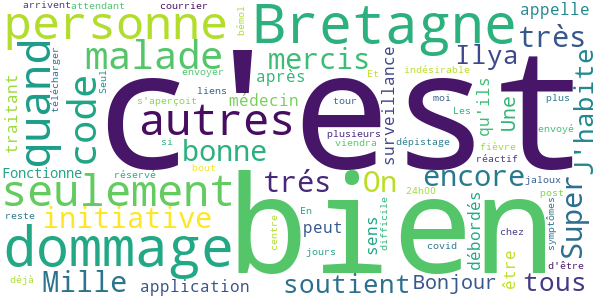 arrivent attendant courrier
personne
bémol
Bretagne
appelle
très
malade
mercis
Ilya
quand
télécharger
code
Seul
envoyer
après
Et
indésirable
surveillance
c'est
traitant
s'aperçoit
liens
médecin
tour
moi
Les
plus
qu'ils
Une
envoyé
J'habite
autres
plusieurs
dépistage
si
bonne
viendra
réactif
fièvre
Fonctionne
réservé
bout
trés
On
encore
chez
jaloux
seulement
bien
24h00
post
Super
initiative
reste
centre
En
peut
sens
difficile
débordés
symptômes
dommage
jours
covid
être
d'être
déjà
Mille
application
soutient
Bonjour
tous